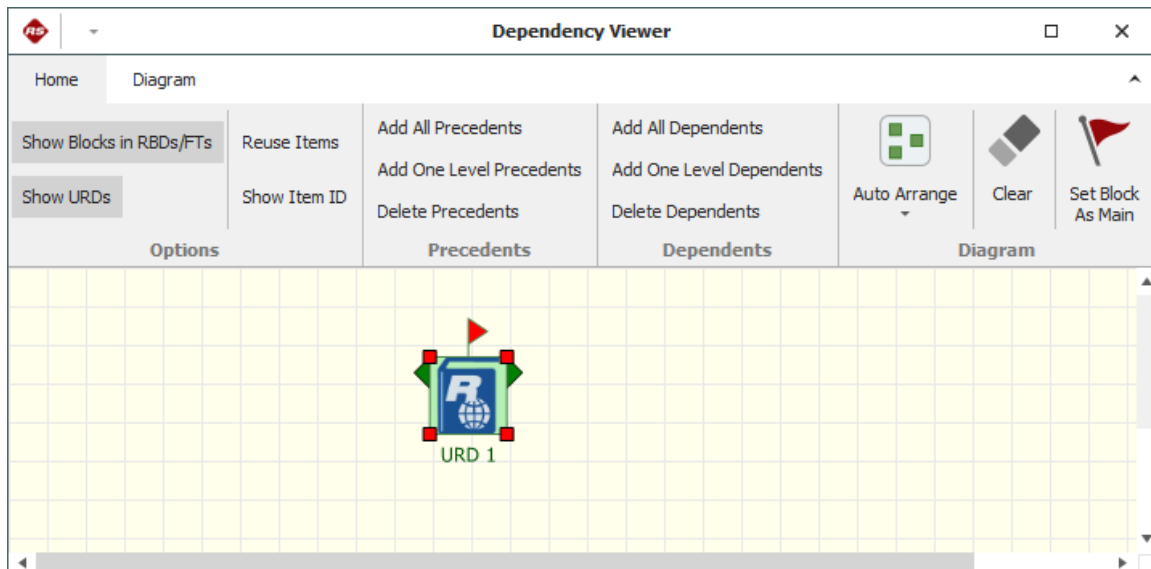 RS
Dependency Viewer
Home Diagram
Show Blocks in RBDs/FTs
Show URDs
Reuse Items
Show Item ID
Options
Add All Precedents
Add One Level Precedents
Delete Precedents
Precedents
Add All Dependents
Add One Level Dependents
Delete Dependents
Dependents
Auto Arrange
Clear
Set Block
As Main
Diagram
R
URD 1